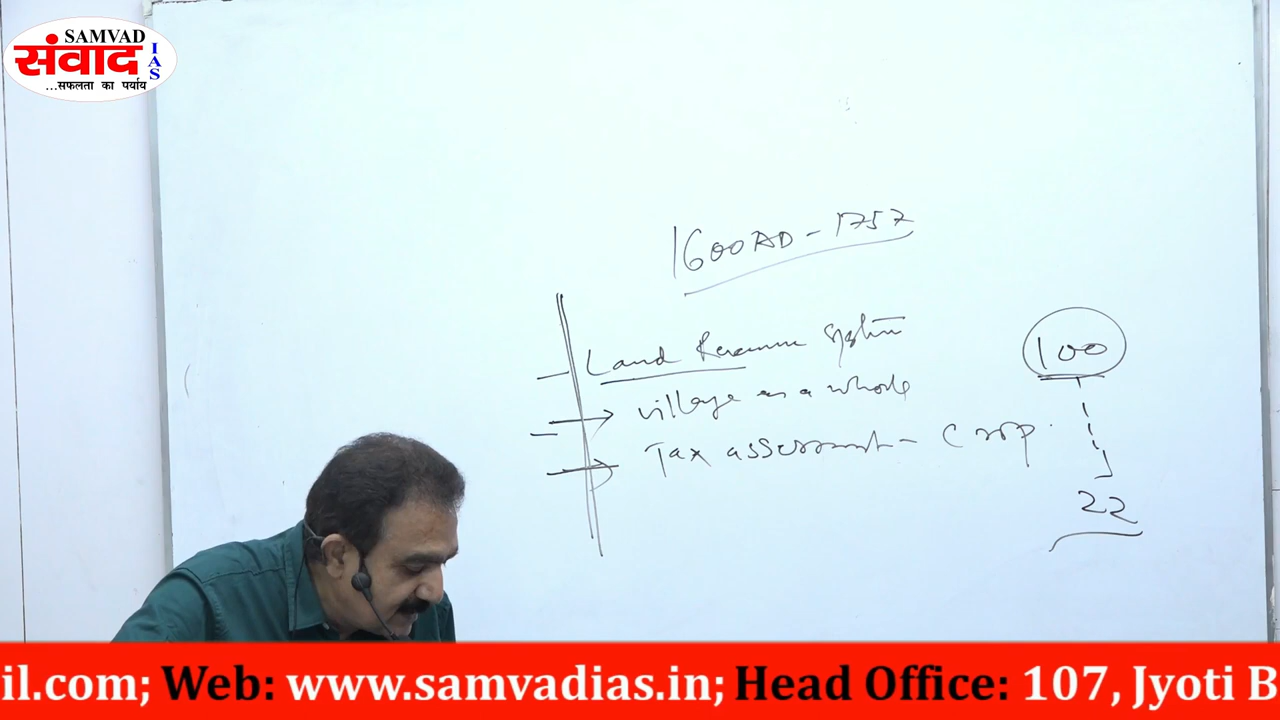 SAMVAD
संवाद
IAS
...सफलता का पर्याय
1600AD - 1757
Land Revenue System
village as a whole
Tax assessment - Crop
100
22
il.com; Web: www.samvadias.in; Head Office: 107, Jyoti B